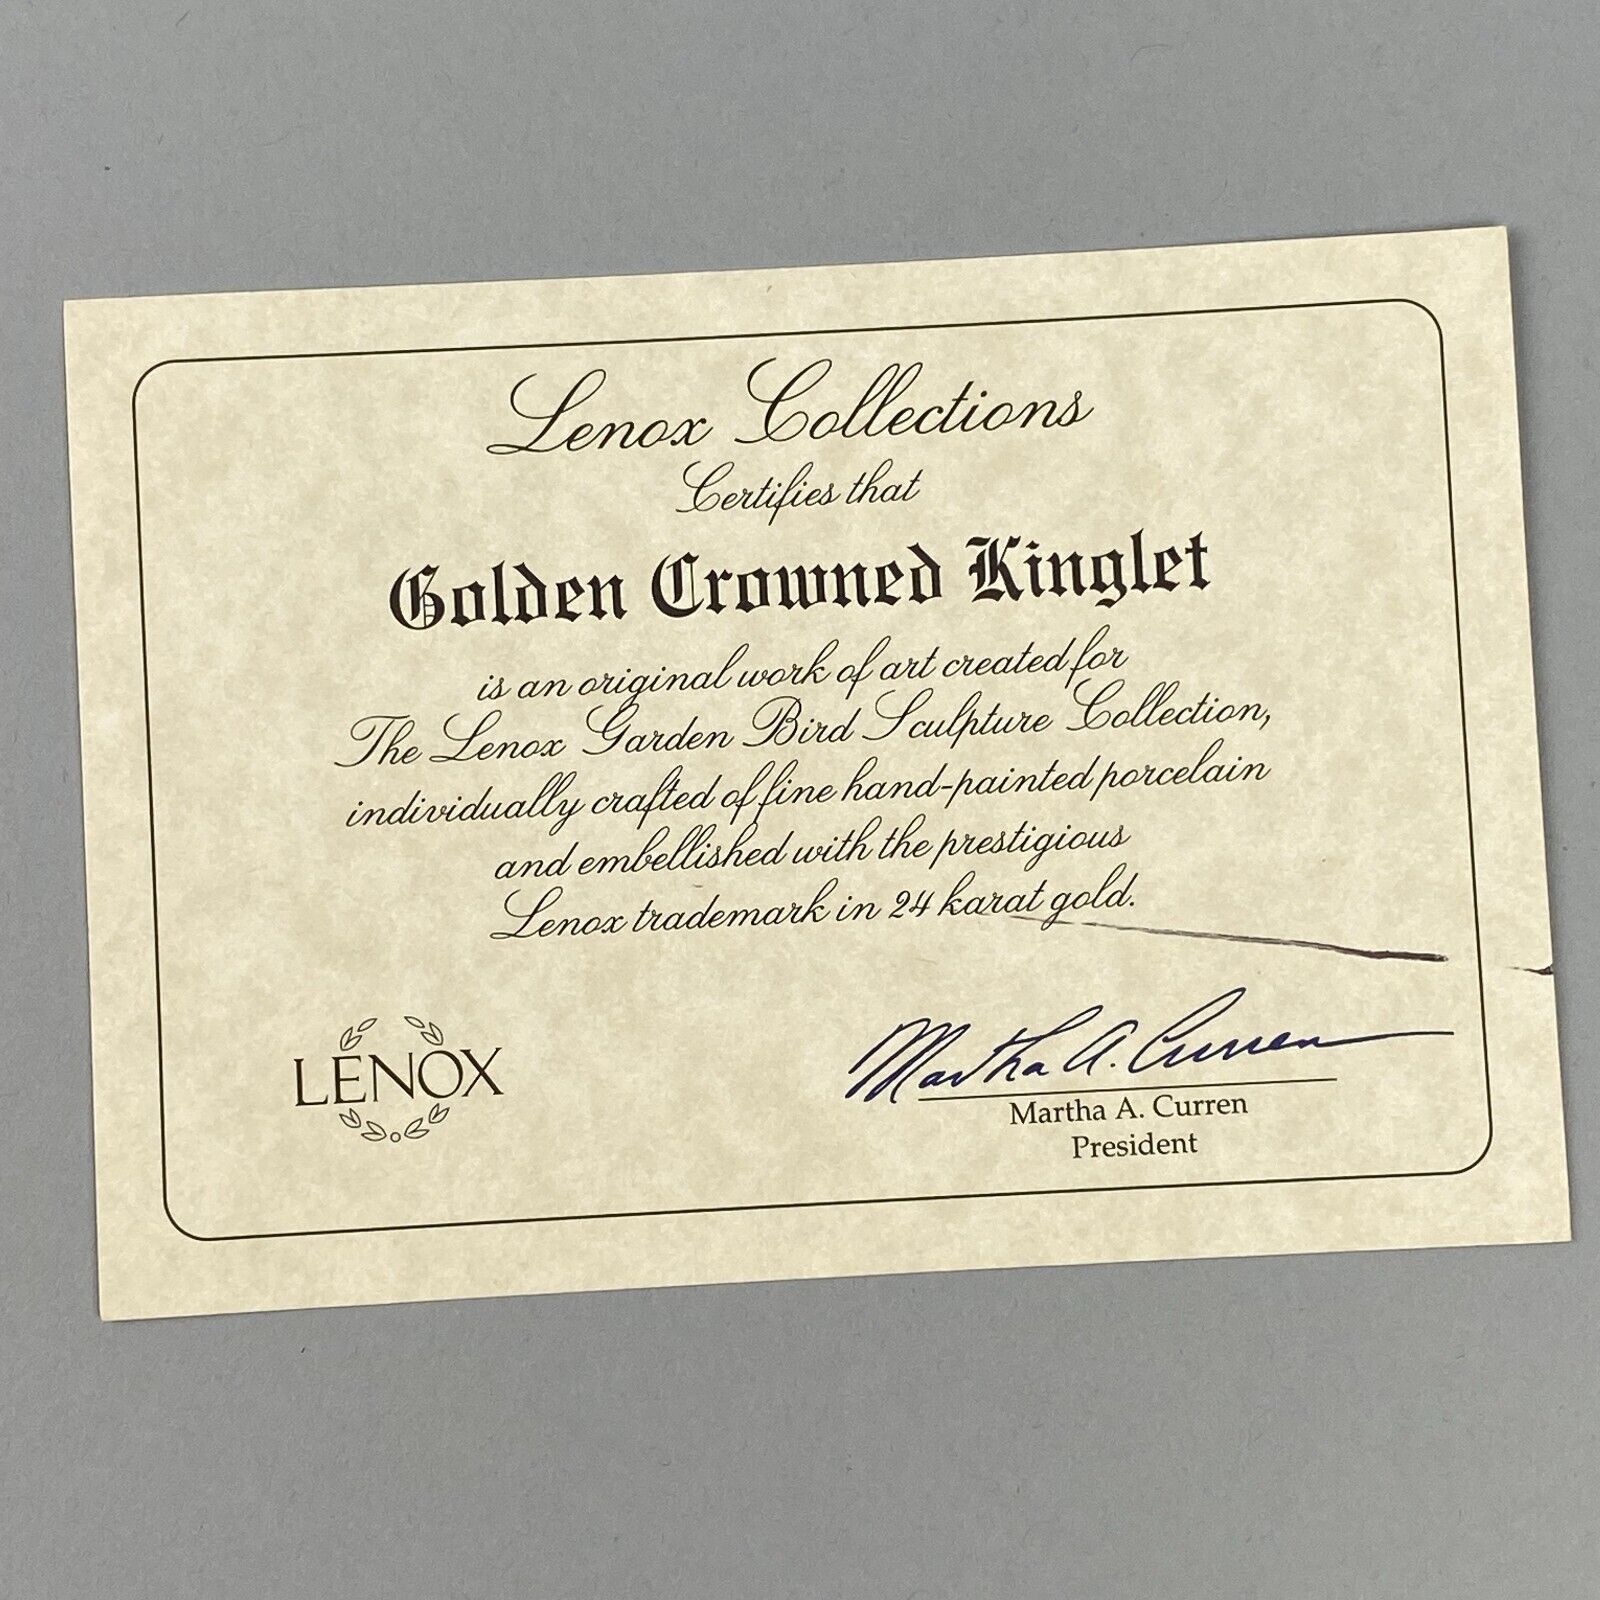 Lenox Collections
Certifies that
Golden Crowned Kinglet
is an original work of art created for
The Lenox Garden Bird Sculpture Collection,
individually crafted of fine hand-painted porcelain
and embellished with the prestigious
Lenox trademark in 24 karat gold.
LENOX
Martha A. Curren
Martha A. Curren
President